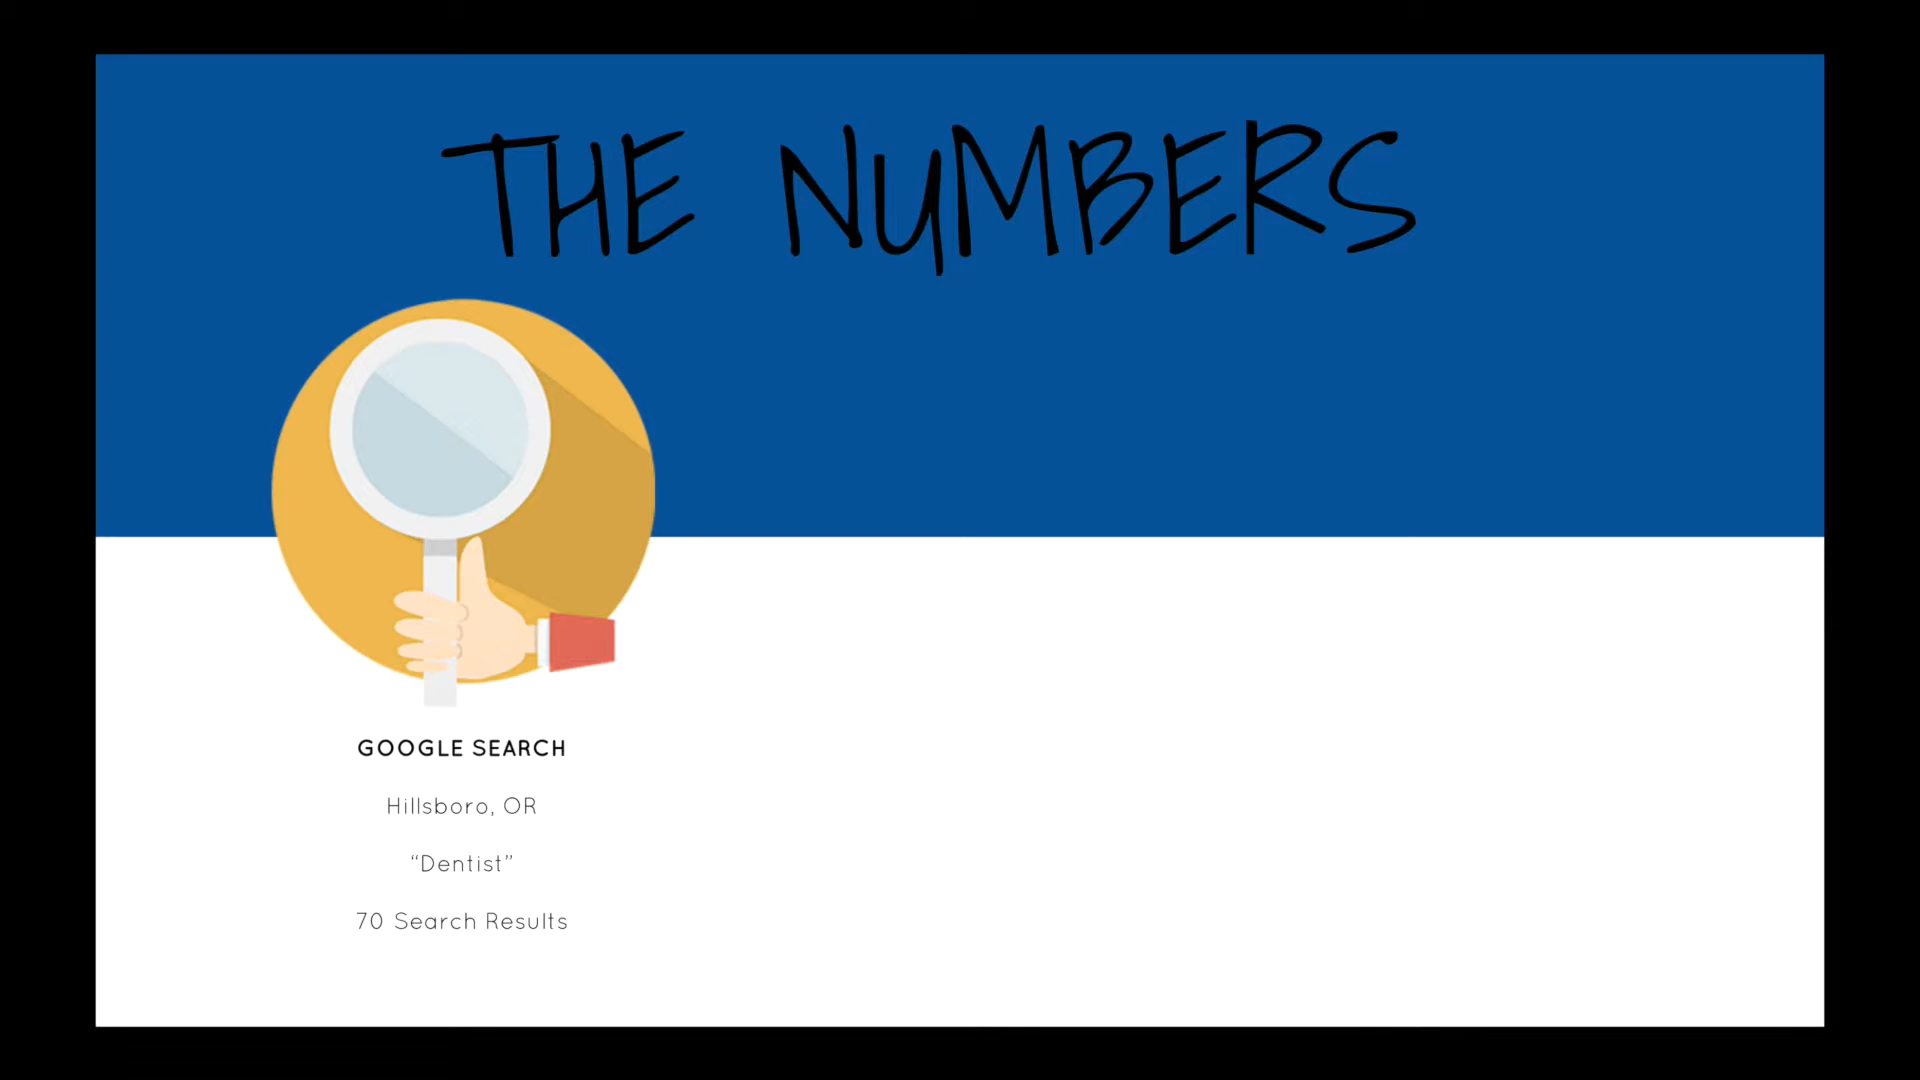 THE NUMBERS
GOOGLE SEARCH
Hillsboro, OR
“Dentist”
70 Search Results